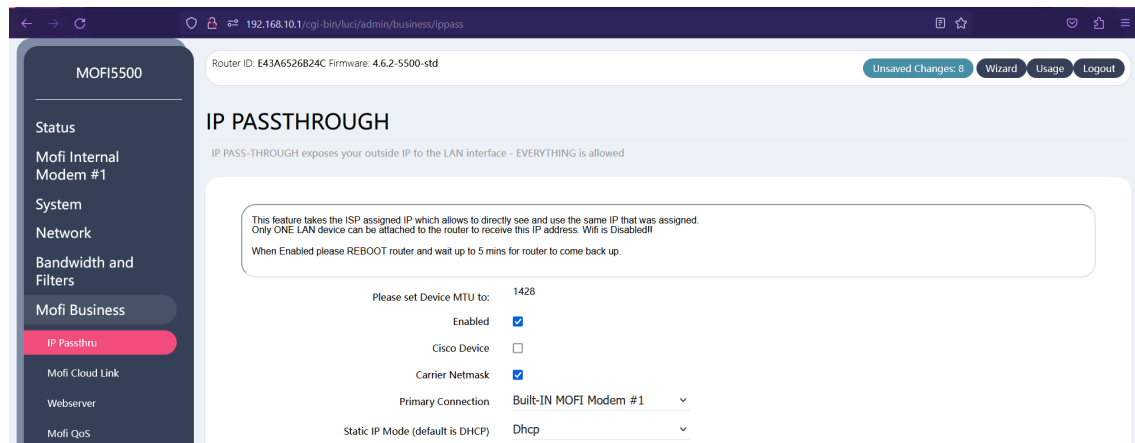 192.168.10.1/cgi-bin/luci/admin/business/ippass
MOFI5500
Router ID: E43A6526B24C Firmware: 4.6.2-5500-std
Unsaved Changes: 8
Wizard
Usage
Logout
Status
Mofi Internal
Modem #1
System
Network
Bandwidth and
Filters
Mofi Business
IP Passthru
Mofi Cloud Link
Webserver
Mofi QoS
IP PASSTHROUGH
IP PASS-THROUGH exposes your outside IP to the LAN interface - EVERYTHING is allowed
This feature takes the ISP assigned IP which allows to directly see and use the same IP that was assigned.
Only ONE LAN device can be attached to the router to receive this IP address. Wifi is Disabled!!
When Enabled please REBOOT router and wait up to 5 mins for router to come back up.
Please set Device MTU to: 1428
Enabled
Cisco Device
Carrier Netmask
Primary Connection Built-IN MOFI Modem #1
Static IP Mode (default is DHCP) Dhcp